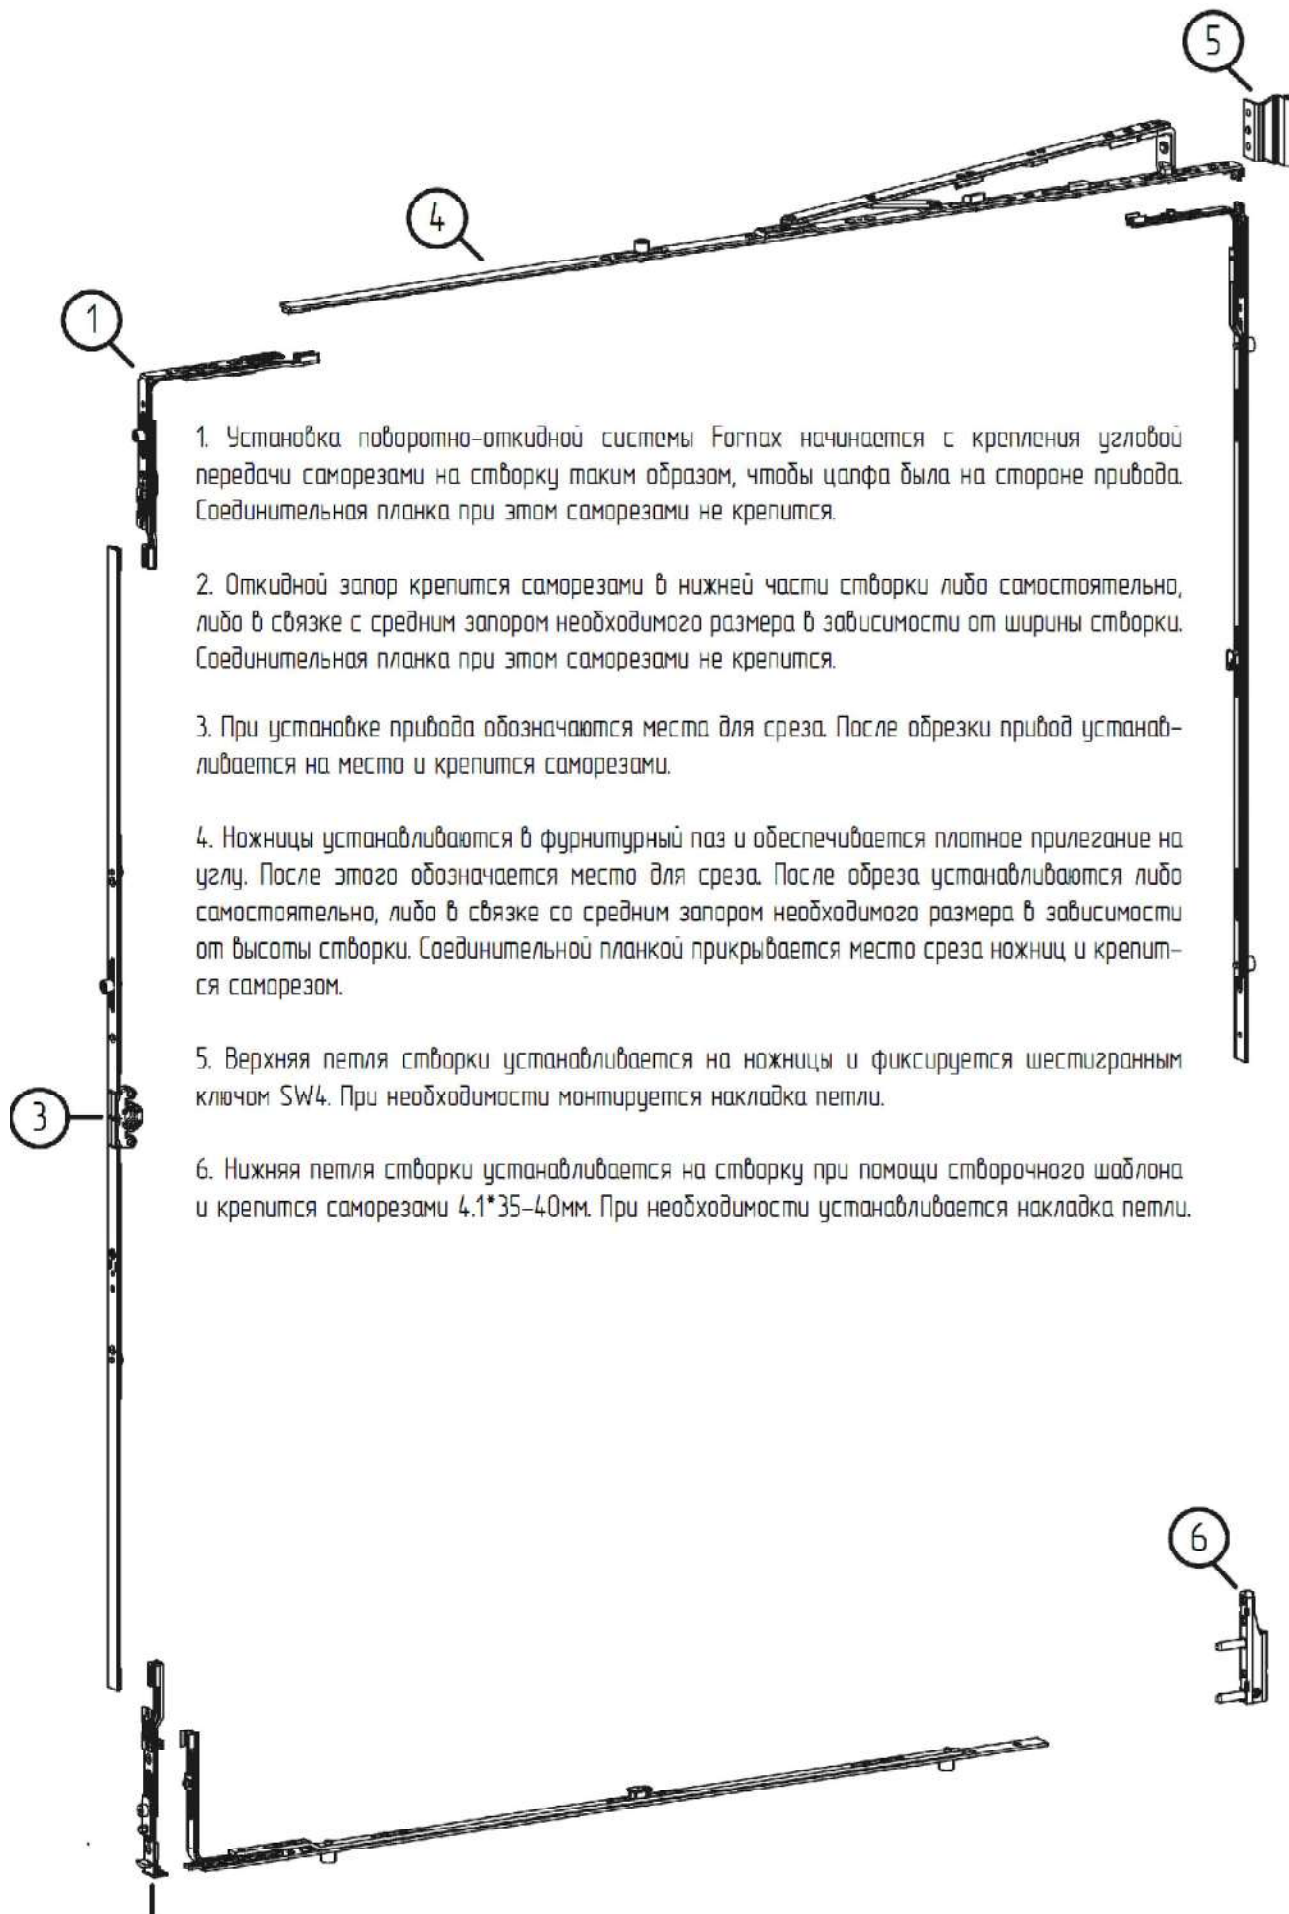 5
4
1
1. Установка поворотно-откидной системы Fornax начинается с крепления угловой
передачи саморезами на створку таким образом, чтобы цапфа была на стороне привода.
Соединительная планка при этом саморезами не крепится.
2. Откидной запор крепится саморезами в нижней части створки либо самостоятельно,
либо в связке с средним запором необходимого размера в зависимости от ширины створки.
Соединительная планка при этом саморезами не крепится.
3. При установке привода обозначаются места для среза. После обрезки привод устанав-
ливается на место и крепится саморезами.
4. Ножницы устанавливаются в фурнитурный паз и обеспечивается плотное прилегание на
углу. После этого обозначается место для среза. После обреза устанавливаются либо
самостоятельно, либо в связке со средним запором необходимого размера в зависимости
от высоты створки. Соединительной планкой прикрывается место среза ножниц и крепит-
ся саморезом.
5. Верхняя петля створки устанавливается на ножницы и фиксируется шестигранным
ключом SW4. При необходимости монтируется накладка петли.
3
6. Нижняя петля створки устанавливается на створку при помощи створочного шаблона
и крепится саморезами 4.1*35-40мм. При необходимости устанавливается накладка петли.
6